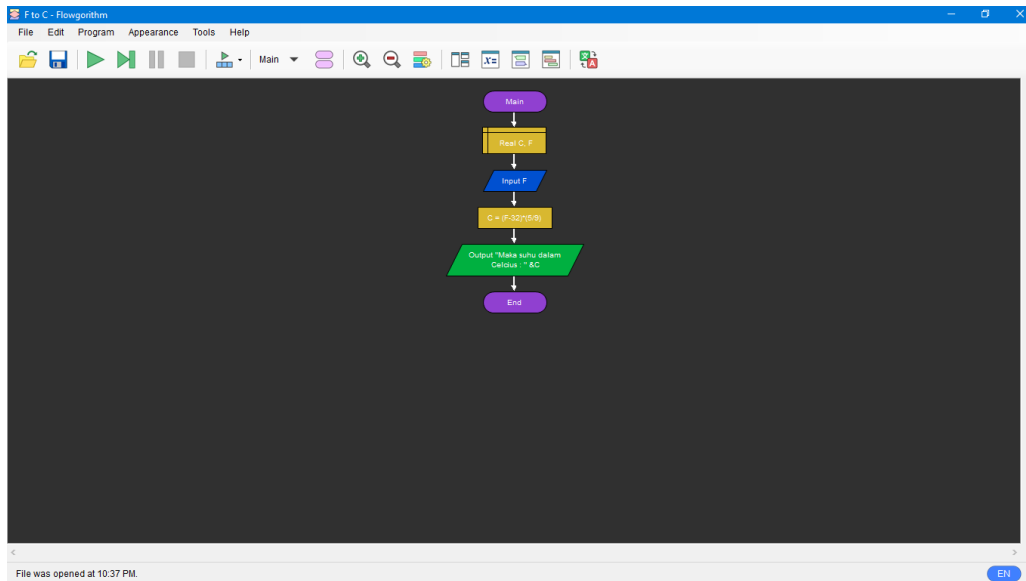 F to C - Flowgorithm
File Edit Program Appearance Tools Help
Main
Main
Real C, F
Input F
C = (F-32)*(5/9)
Output "Maka suhu dalam
Celcius : " &C
End
File was opened at 10:37 PM.
EN